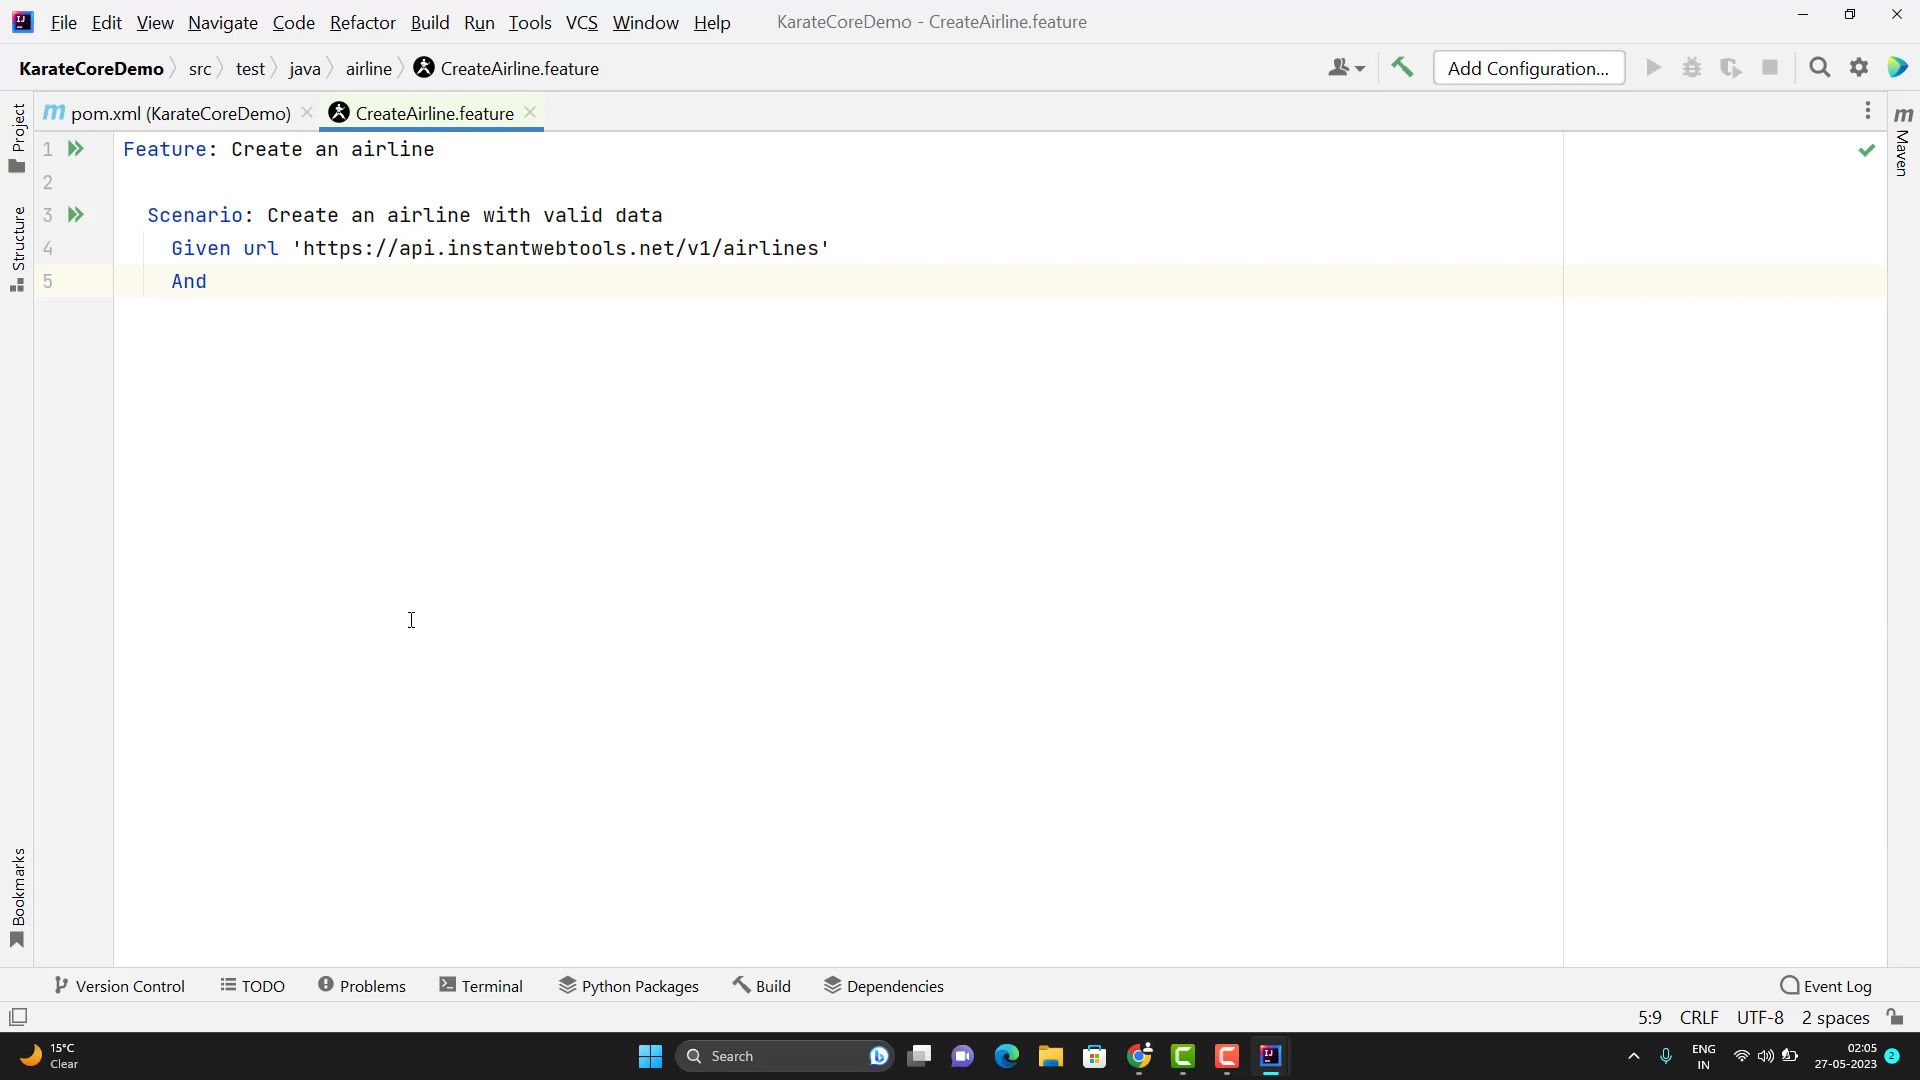 File Edit View Navigate Code Refactor Build Run Tools VCS Window Help KarateCoreDemo - CreateAirline.feature
KarateCoreDemo src test java airline CreateAirline.feature Add Configuration...
pom.xml (KarateCoreDemo) CreateAirline.feature
Project
Structure
Bookmarks
Maven
1 Feature: Create an airline
2
3 Scenario: Create an airline with valid data
4 Given url 'https://api.instantwebtools.net/v1/airlines'
5 And
Version Control TODO Problems Terminal Python Packages Build Dependencies Event Log
5:9 CRLF UTF-8 2 spaces
15°C
Clear
Search
ENG
IN
02:05
27-05-2023
2